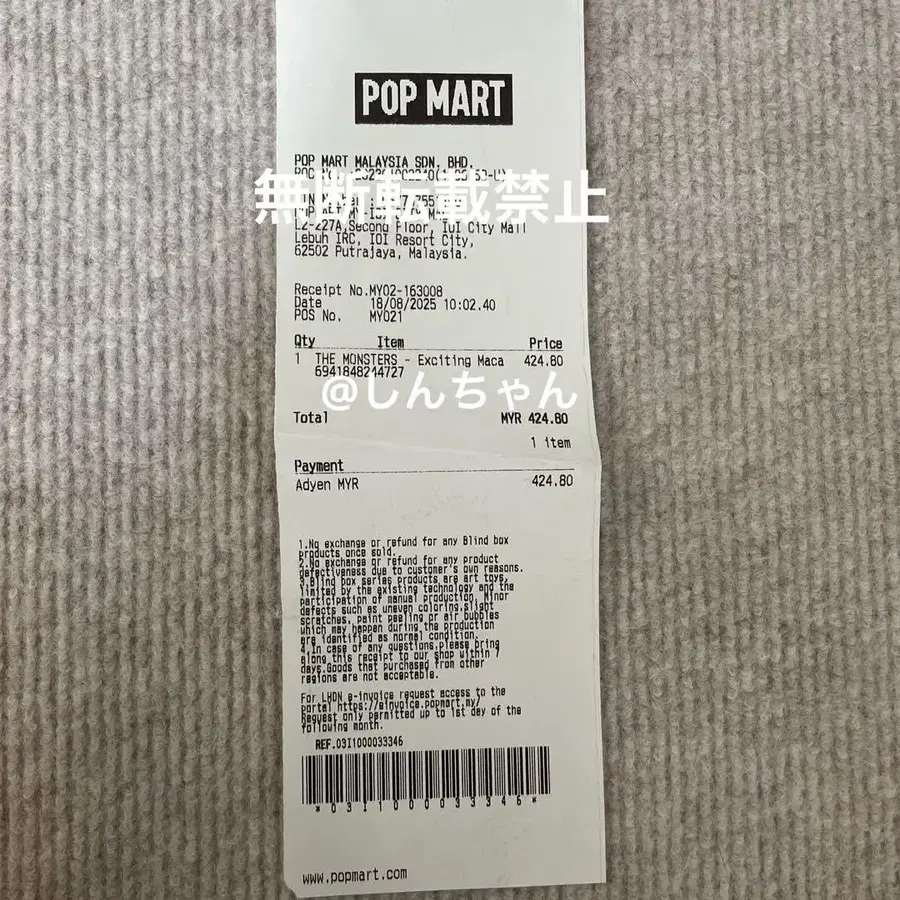 POP MART
POP MART MALAYSIA SDN. BHD.
無断転載禁止
L2-227A,Second Floor, IOI City Mall
Lebuh IRC, IOI Resort City,
62502 Putrajaya, Malaysia.
Receipt No.MY02-163008
Date 18/08/2025 10:02.40
POS No. MY021
Qty Item Price
1 THE MONSTERS - Exciting Maca 424.80
6941848244727
@しんちゃん
Total MYR 424.80
1 item
Payment
Adyen MYR 424.80
1.No exchange or refund for any Blind box
products once sold.
2.No exchange or refund for any product
defectiveness due to customer's own reasons.
3.Blind box series products are art toys,
limited by the existing technology and the
participation of manual production. Minor
defects such as uneven coloring,slight
scratches, paint peeling or air bubbles
which may happen during the production
are identified as normal condition.
4.In case of any questions,please bring
along this receipt to our shop within 7
days.Goods that purchased from other
regions are not acceptable.
For LHDN e-invoice request access to the
portal https://einvoice.popmart.my/
Request only permitted up to 1st day of the
following month.
REF.03I1000033346
*03I1000033346*
www.popmart.com